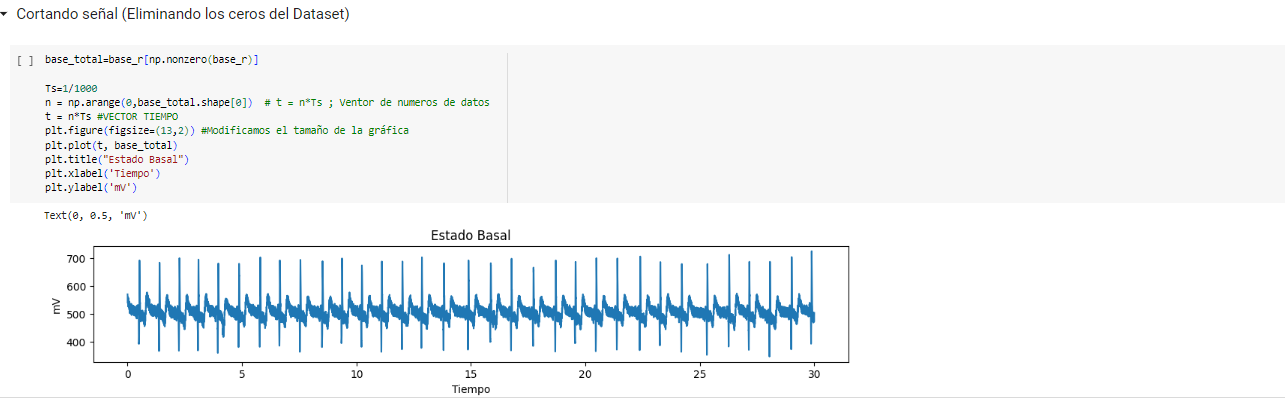 Cortando señal (Eliminando los ceros del Dataset)
[ ] base_total=base_r[np.nonzero(base_r)]
Ts=1/1000
n = np.arange(0,base_total.shape[0])  # t = n*Ts ; Ventor de numeros de datos
t = n*Ts #VECTOR TIEMPO
plt.figure(figsize=(13,2)) #Modificamos el tamaño de la gráfica
plt.plot(t, base_total)
plt.title("Estado Basal")
plt.xlabel('Tiempo')
plt.ylabel('mV')
Text(0, 0.5, 'mV')
Estado Basal
700
600
500
400
mV
0 5 10 15 20 25 30
Tiempo